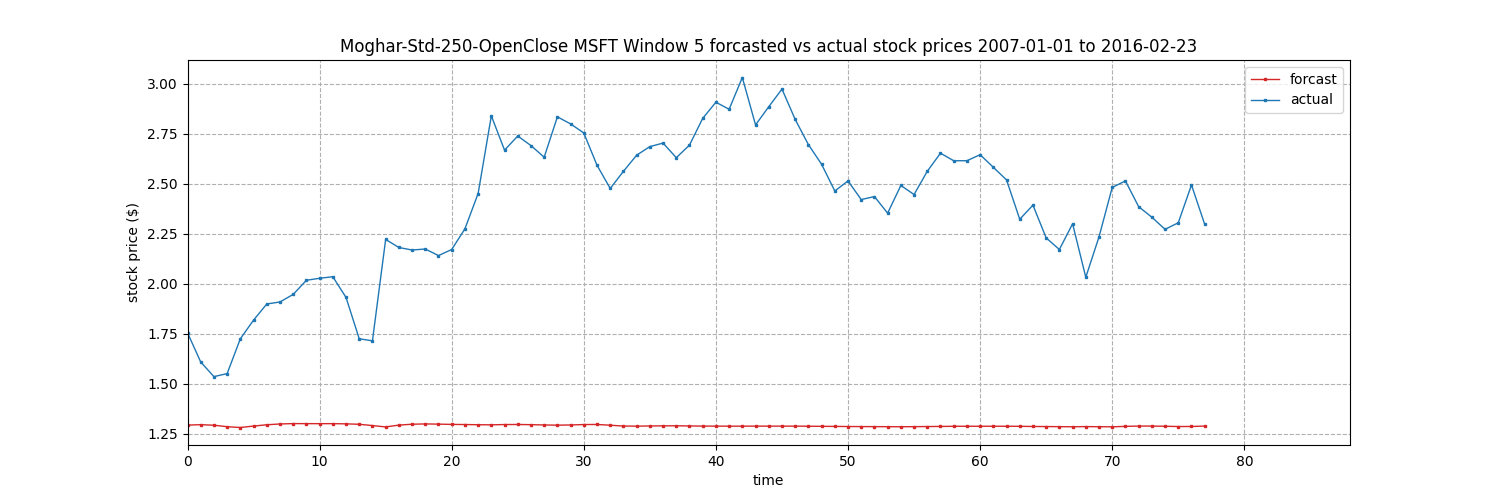 Moghar-Std-250-OpenClose MSFT Window 5 forcasted vs actual stock prices 2007-01-01 to 2016-02-23
forcast
actual
stock price ($)
3.00
2.75
2.50
2.25
2.00
1.75
1.50
1.25
0 10 20 30 40 50 60 70 80
time